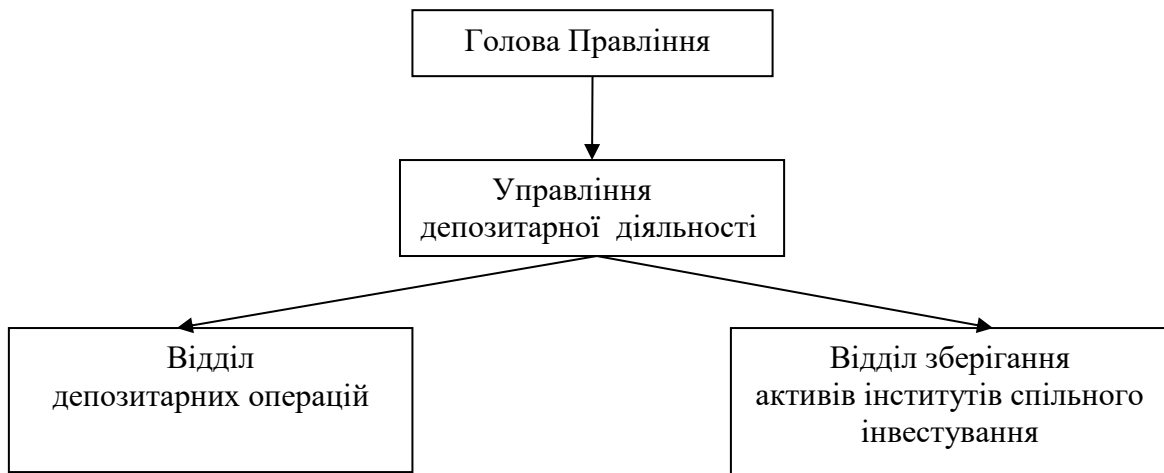 Голова Правління
Управління
депозитарної діяльності
Відділ
депозитарних операцій
Відділ зберігання
активів інститутів спільного
інвестування